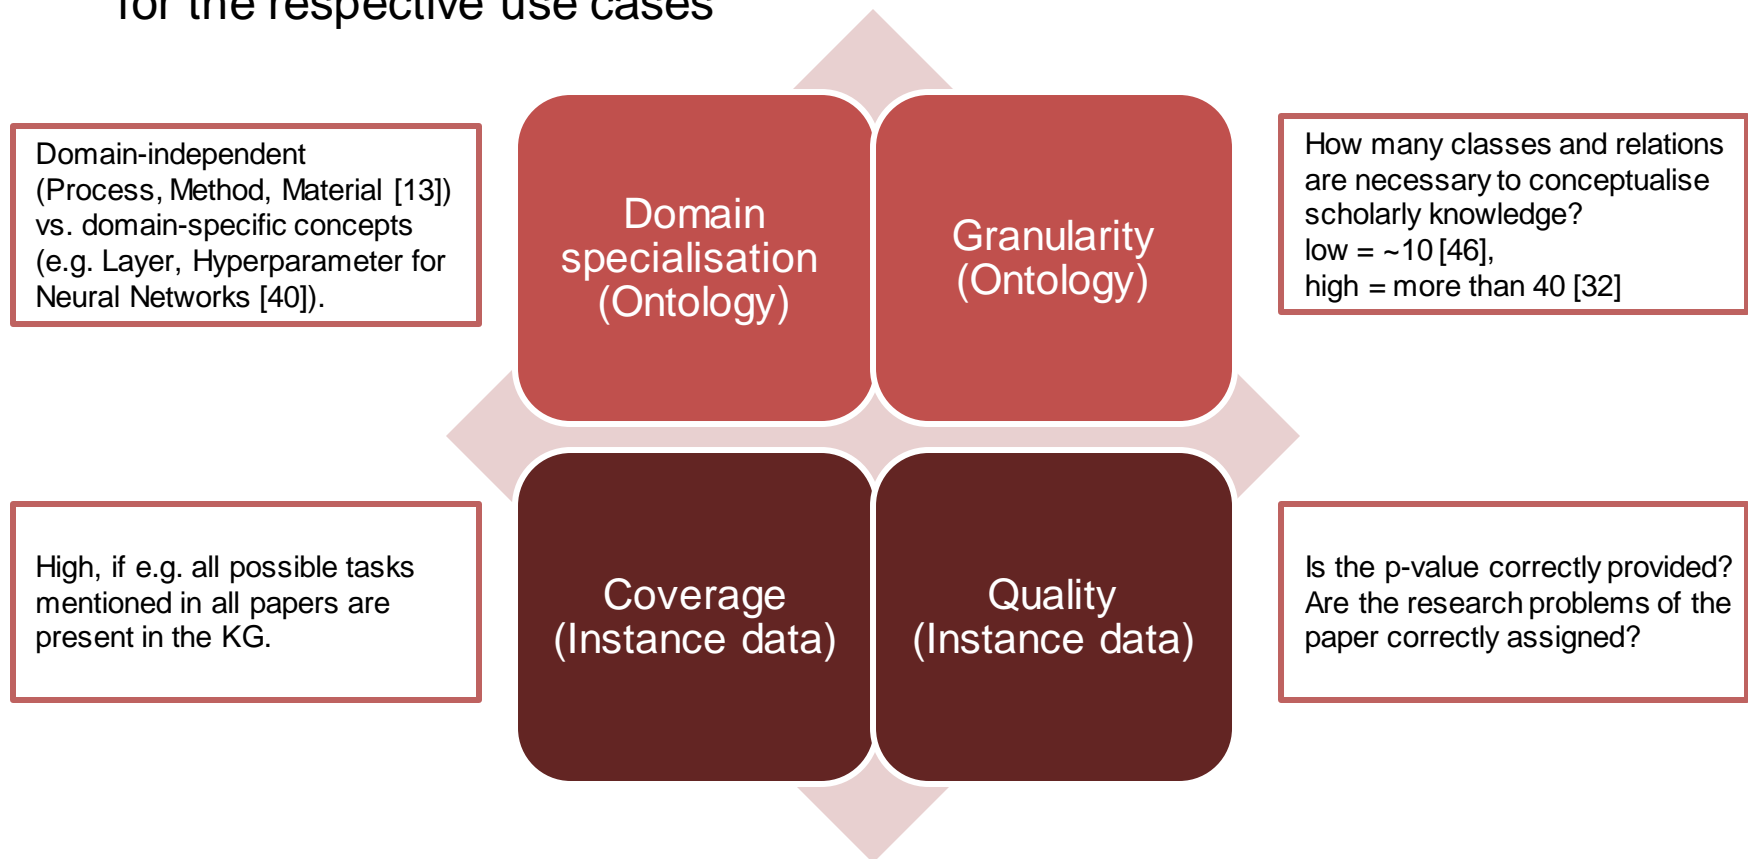 for the respective use cases
Domain-independent
(Process, Method, Material [13])
vs. domain-specific concepts
(e.g. Layer, Hyperparameter for
Neural Networks [40]).
Domain
specialisation
(Ontology)
Granularity
(Ontology)
How many classes and relations
are necessary to conceptualise
scholarly knowledge?
low = ~10 [46],
high = more than 40 [32]
High, if e.g. all possible tasks
mentioned in all papers are
present in the KG.
Coverage
(Instance data)
Quality
(Instance data)
Is the p-value correctly provided?
Are the research problems of the
paper correctly assigned?